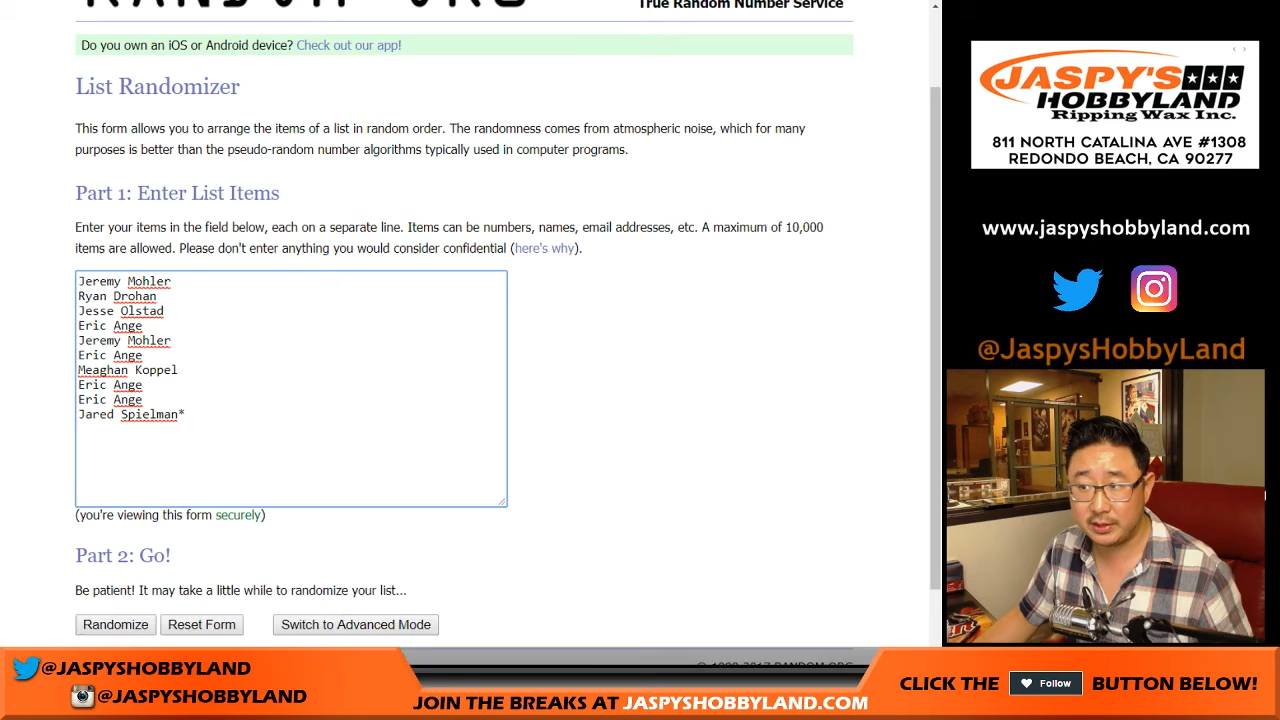 RANDOM ORG
True Random Number Service
Do you own an iOS or Android device? Check out our app!
List Randomizer
This form allows you to arrange the items of a list in random order. The randomness comes from atmospheric noise, which for many
purposes is better than the pseudo-random number algorithms typically used in computer programs.
Part 1: Enter List Items
Enter your items in the field below, each on a separate line. Items can be numbers, names, email addresses, etc. A maximum of 10,000
items are allowed. Please don't enter anything you would consider confidential (here's why).
Jeremy Mohler
Ryan Drohan
Jesse Olstad
Eric Ange
Jeremy Mohler
Eric Ange
Meaghan Koppel
Eric Ange
Eric Ange
Jared Spielman*
(you're viewing this form securely)
Part 2: Go!
Be patient! It may take a little while to randomize your list...
Randomize
Reset Form
Switch to Advanced Mode
© 1998-2017 RANDOM.ORG
JASPY'S
HOBBYLAND
Ripping Wax Inc.
811 NORTH CATALINA AVE #1308
REDONDO BEACH, CA 90277
www.jaspyshobbyland.com
@JaspysHobbyLand
@JASPYSHOBBYLAND
@JASPYSHOBBYLAND
JOIN THE BREAKS AT JASPYSHOBBYLAND.COM
CLICK THE Follow BUTTON BELOW!